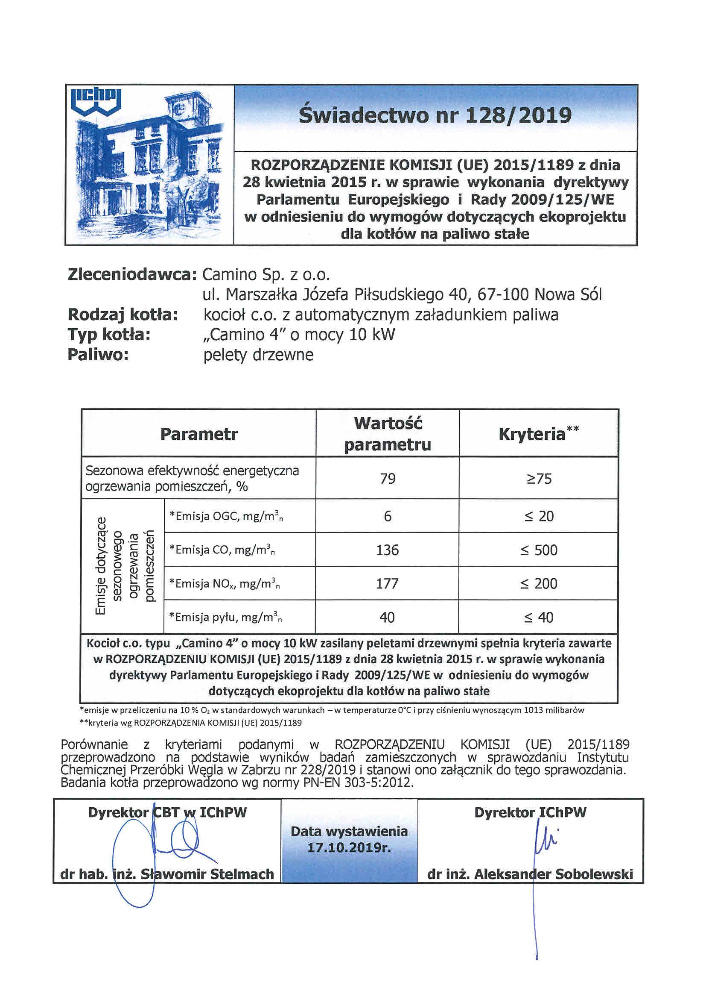 IChPW
Świadectwo nr 128/2019
ROZPORZĄDZENIE KOMISJI (UE) 2015/1189 z dnia
28 kwietnia 2015 r. w sprawie wykonania dyrektywy
Parlamentu Europejskiego i Rady 2009/125/WE
w odniesieniu do wymogów dotyczących ekoprojektu
dla kotłów na paliwo stałe
Zleceniodawca: Camino Sp. z o.o.
ul. Marszałka Józefa Piłsudskiego 40, 67-100 Nowa Sól
Rodzaj kotła: kocioł c.o. z automatycznym załadunkiem paliwa
Typ kotła: „Camino 4” o mocy 10 kW
Paliwo: pelety drzewne
Parametr Wartość parametru Kryteria**
Sezonowa efektywność energetyczna
ogrzewania pomieszczeń, % 79 ≥75
Emisje dotyczące
sezonowego
ogrzewania
pomieszczeń
*Emisja OGC, mg/m³ₙ 6 ≤ 20
*Emisja CO, mg/m³ₙ 136 ≤ 500
*Emisja NOₓ, mg/m³ₙ 177 ≤ 200
*Emisja pyłu, mg/m³ₙ 40 ≤ 40
Kocioł c.o. typu „Camino 4” o mocy 10 kW zasilany peletami drzewnymi spełnia kryteria zawarte
w ROZPORZĄDZENIU KOMISJI (UE) 2015/1189 z dnia 28 kwietnia 2015 r. w sprawie wykonania
dyrektywy Parlamentu Europejskiego i Rady 2009/125/WE w odniesieniu do wymogów
dotyczących ekoprojektu dla kotłów na paliwo stałe
*emisje w przeliczeniu na 10 % O₂ w standardowych warunkach – w temperaturze 0°C i przy ciśnieniu wynoszącym 1013 milibarów
**kryteria wg ROZPORZĄDZENIA KOMISJI (UE) 2015/1189
Porównanie z kryteriami podanymi w ROZPORZĄDZENIU KOMISJI (UE) 2015/1189
przeprowadzono na podstawie wyników badań zamieszczonych w sprawozdaniu Instytutu
Chemicznej Przeróbki Węgla w Zabrzu nr 228/2019 i stanowi ono załącznik do tego sprawozdania.
Badania kotła przeprowadzono wg normy PN-EN 303-5:2012.
Dyrektor CBT w IChPW
dr hab. inż. Sławomir Stelmach
Data wystawienia
17.10.2019r.
Dyrektor IChPW
dr inż. Aleksander Sobolewski